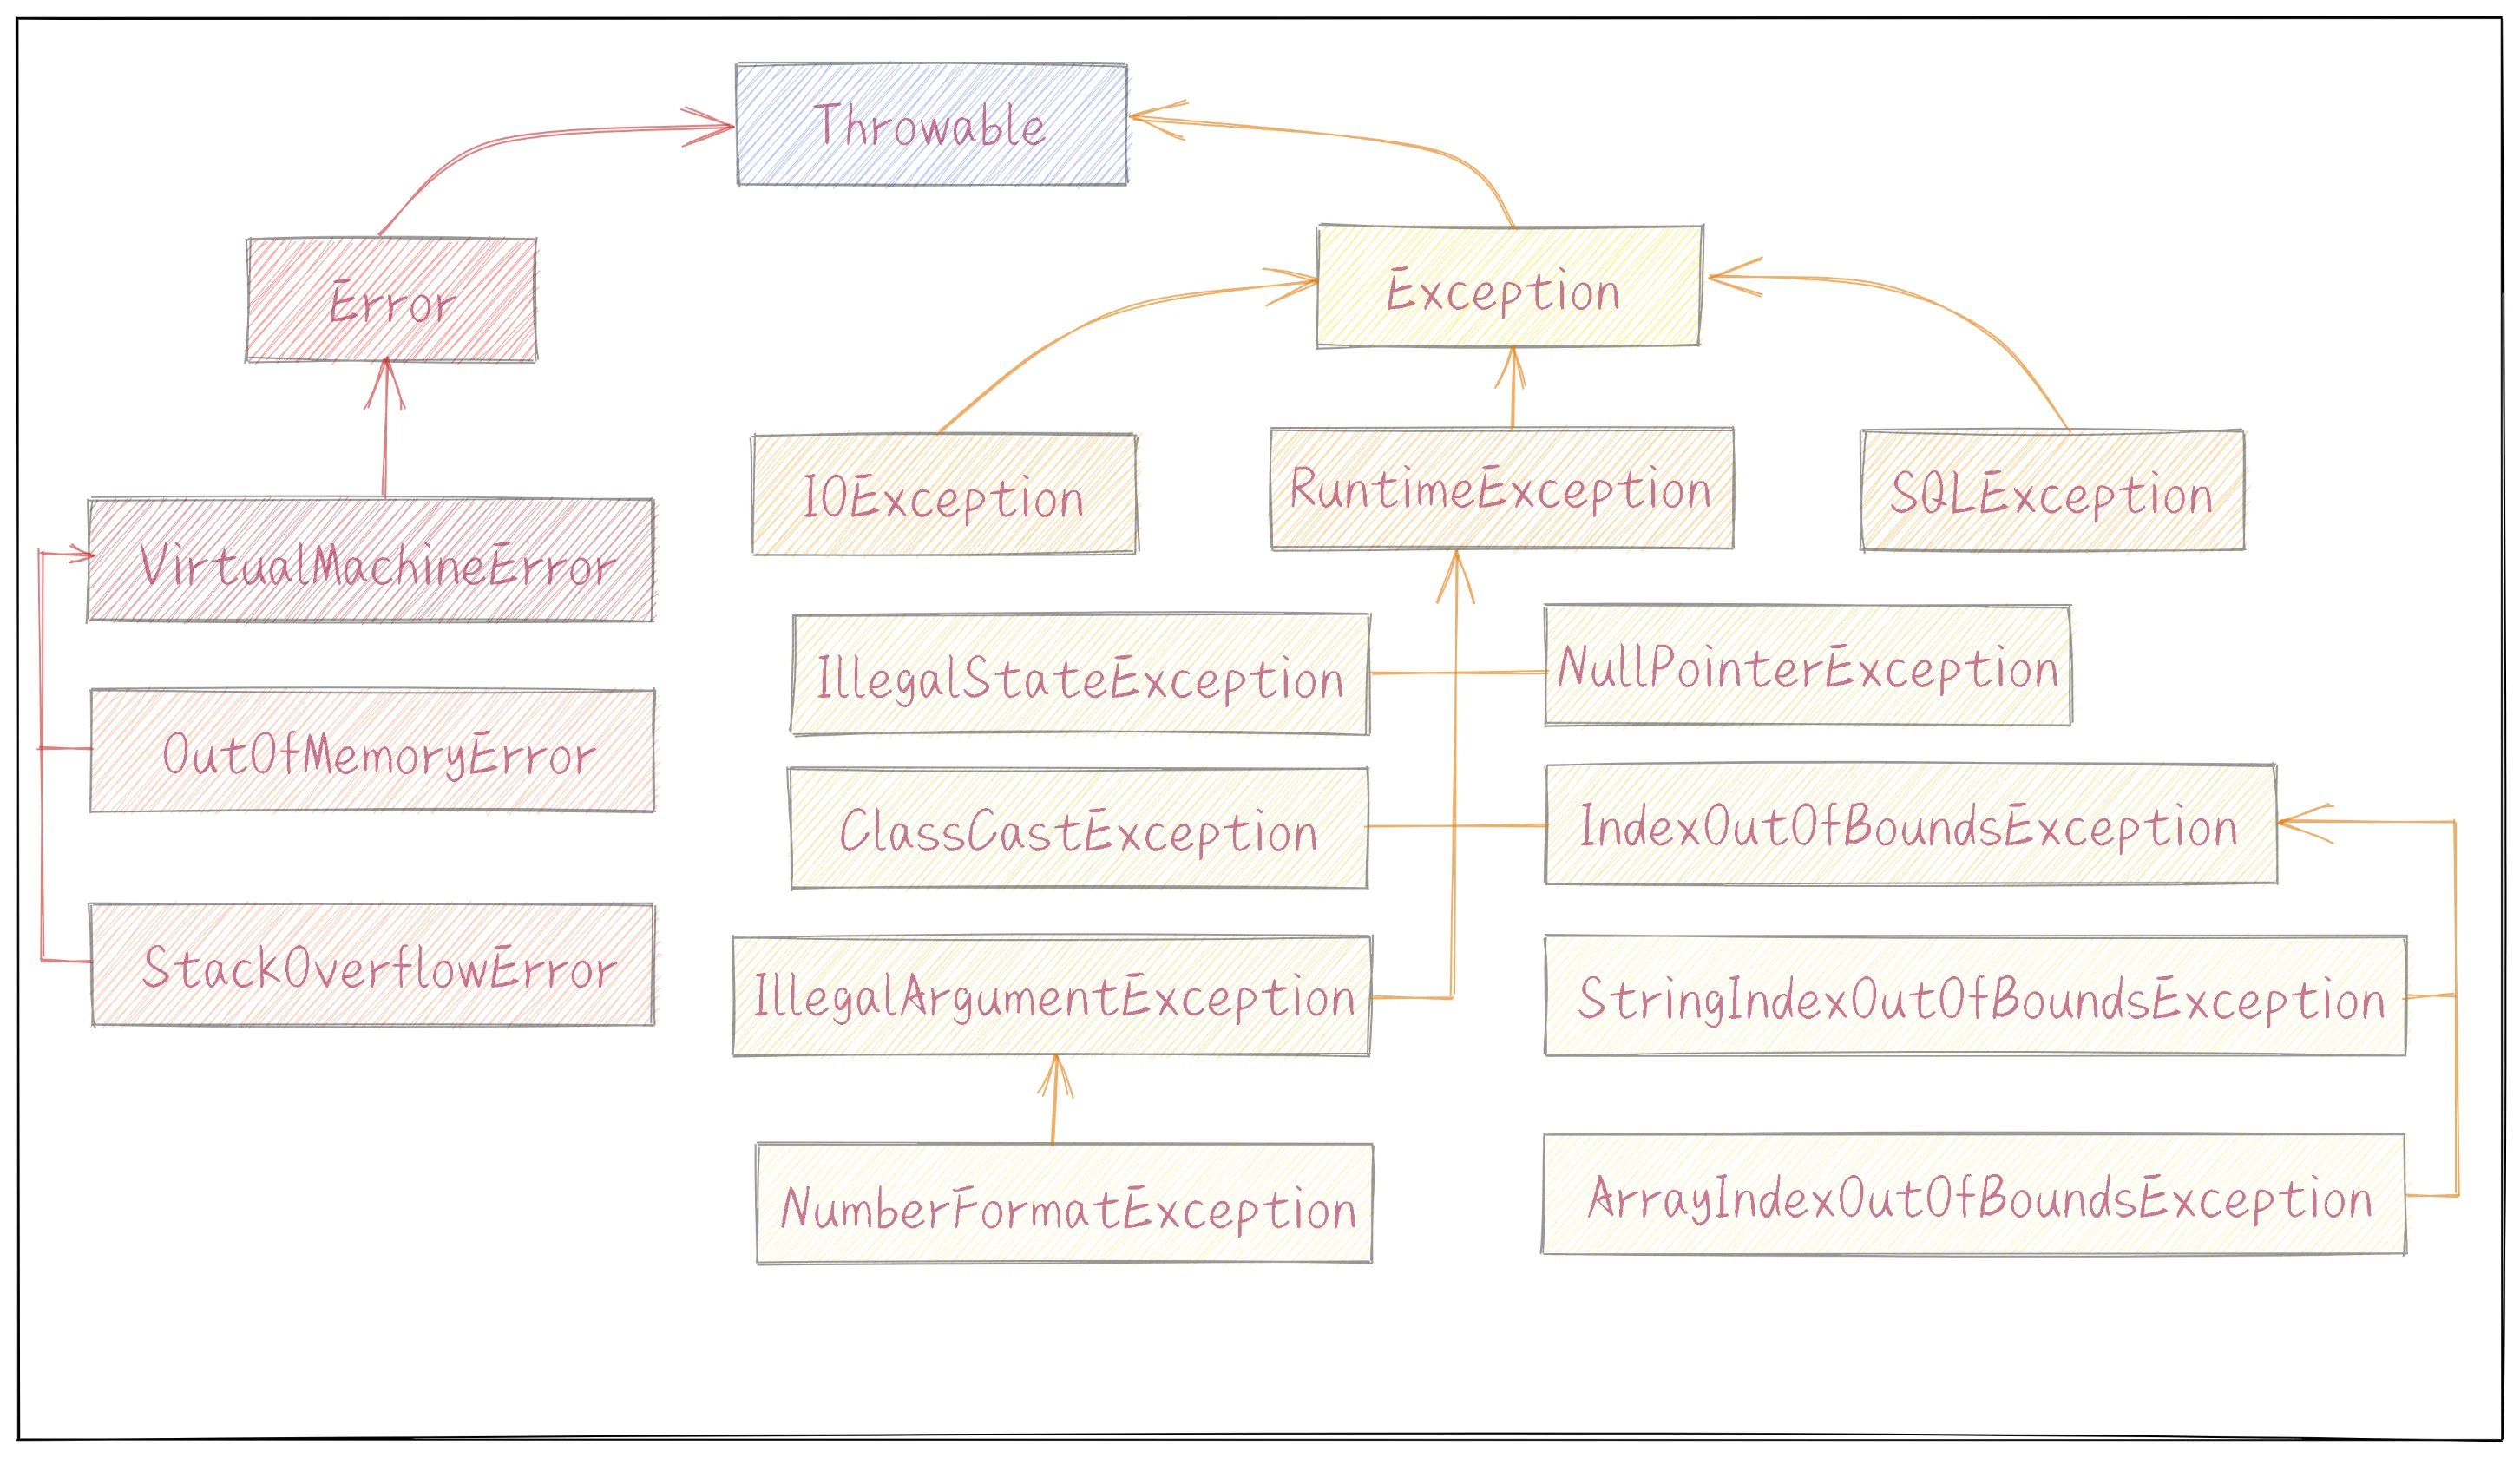 Throwable
Error
Exception
IOException
RuntimeException
SQLException
VirtualMachineError
IllegalStateException
NullPointerException
OutOfMemoryError
ClassCastException
IndexOutOfBoundsException
StackOverflowError
IllegalArgumentException
StringIndexOutOfBoundsException
NumberFormatException
ArrayIndexOutOfBoundsException